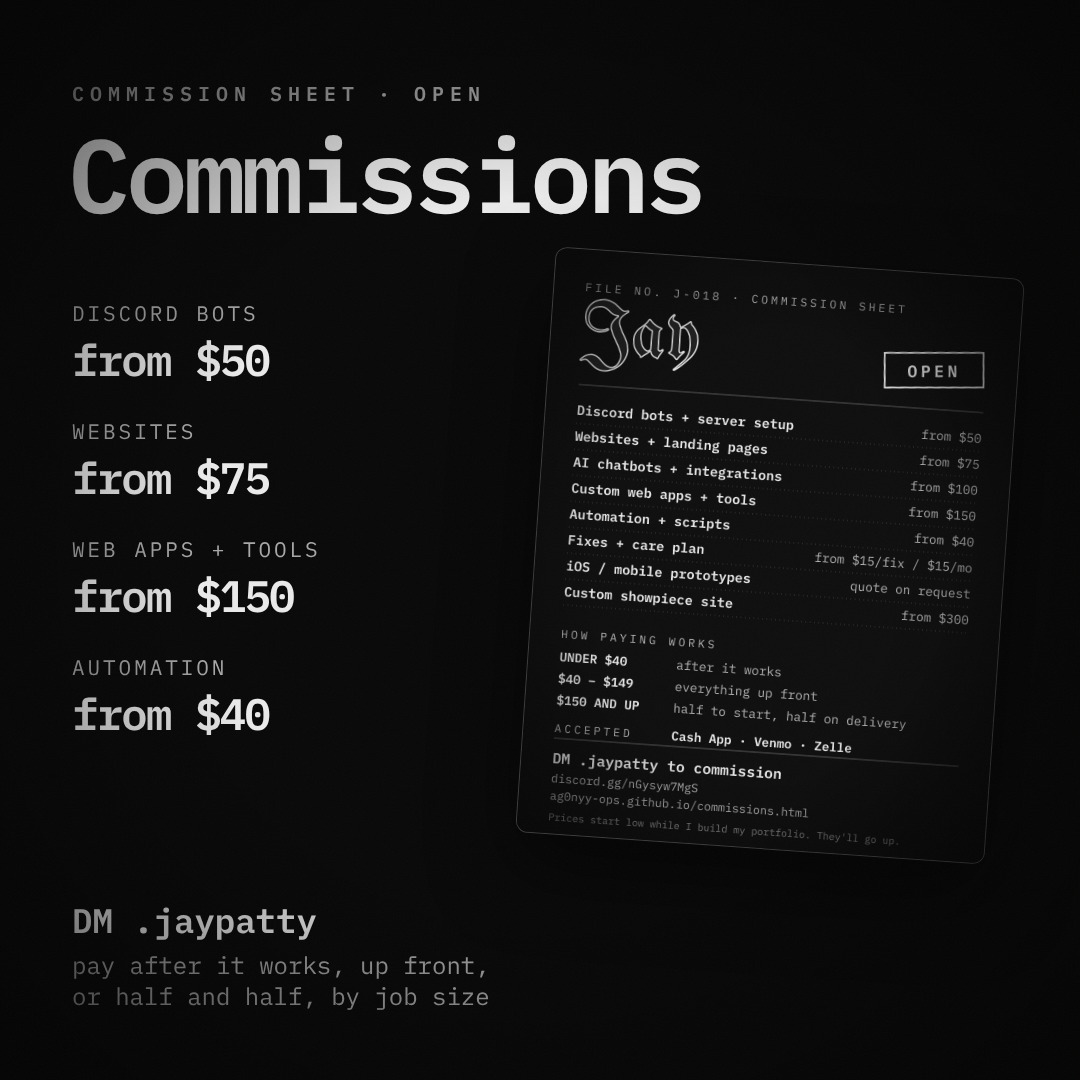 COMMISSION SHEET · OPEN
Commissions
DISCORD BOTS
from $50
WEBSITES
from $75
WEB APPS + TOOLS
from $150
AUTOMATION
from $40
FILE NO. J-018 · COMMISSION SHEET
Jay
OPEN
Discord bots + server setup from $50
Websites + landing pages from $75
AI chatbots + integrations from $100
Custom web apps + tools from $150
Automation + scripts from $40
Fixes + care plan from $15/fix / $15/mo
iOS / mobile prototypes quote on request
Custom showpiece site from $300
HOW PAYING WORKS
UNDER $40 after it works
$40 – $149 everything up front
$150 AND UP half to start, half on delivery
ACCEPTED Cash App · Venmo · Zelle
DM .jaypatty to commission
discord.gg/nGysyw7MgS
ag0nyy-ops.github.io/commissions.html
Prices start low while I build my portfolio. They'll go up.
DM .jaypatty
pay after it works, up front,
or half and half, by job size